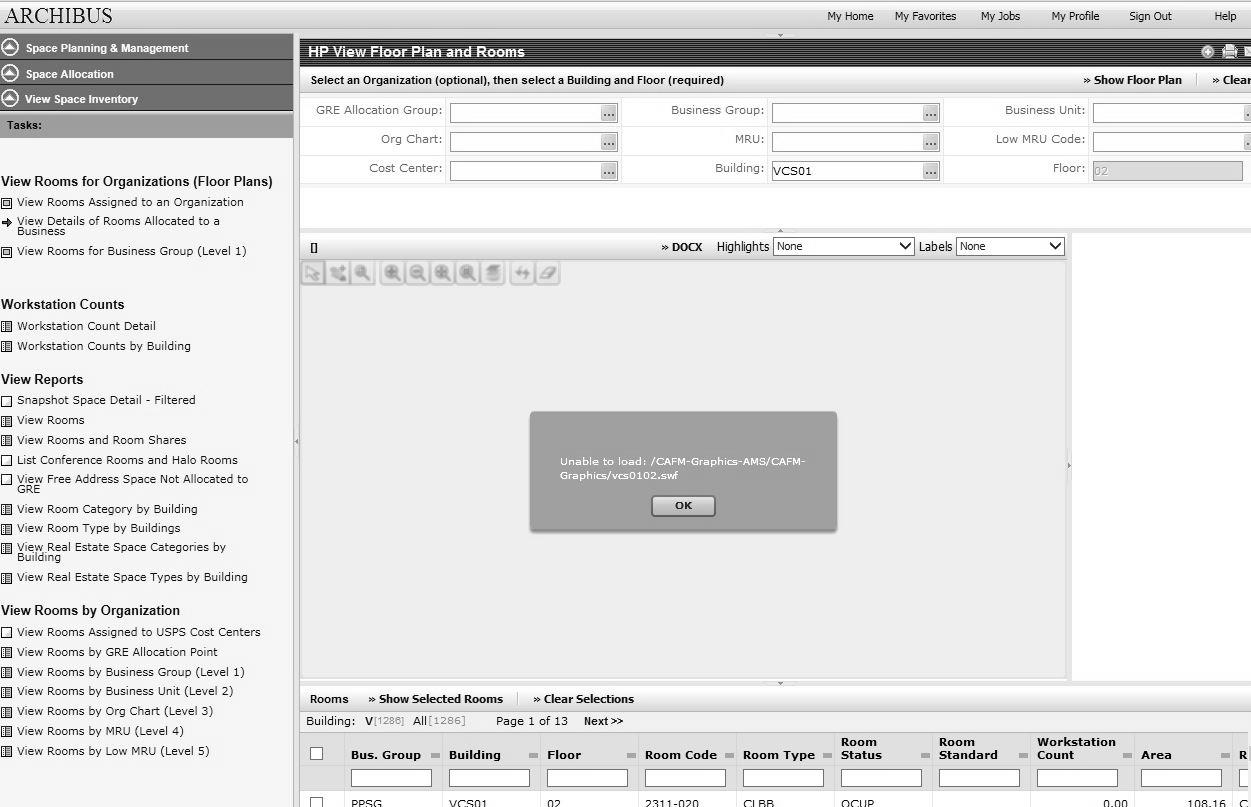 ARCHIBUS
My Home My Favorites My Jobs My Profile Sign Out Help
Space Planning & Management
Space Allocation
View Space Inventory
Tasks:
View Rooms for Organizations (Floor Plans)
View Rooms Assigned to an Organization
View Details of Rooms Allocated to a
Business
View Rooms for Business Group (Level 1)
Workstation Counts
Workstation Count Detail
Workstation Counts by Building
View Reports
Snapshot Space Detail - Filtered
View Rooms
View Rooms and Room Shares
List Conference Rooms and Halo Rooms
View Free Address Space Not Allocated to
GRE
View Room Category by Building
View Room Type by Buildings
View Real Estate Space Categories by
Building
View Real Estate Space Types by Building
View Rooms by Organization
View Rooms Assigned to USPS Cost Centers
View Rooms by GRE Allocation Point
View Rooms by Business Group (Level 1)
View Rooms by Business Unit (Level 2)
View Rooms by Org Chart (Level 3)
View Rooms by MRU (Level 4)
View Rooms by Low MRU (Level 5)
HP View Floor Plan and Rooms
Select an Organization (optional), then select a Building and Floor (required) » Show Floor Plan » Clear
GRE Allocation Group: ... Business Group: ... Business Unit:
Org Chart: ... MRU: ... Low MRU Code:
Cost Center: ... Building: VCS01 ... Floor: 02
[] » DOCX Highlights None Labels None
Unable to load: /CAFM-Graphics-AMS/CAFM-
Graphics/vcs0102.swf
OK
Rooms » Show Selected Rooms » Clear Selections
Building: V[1286] All[1286] Page 1 of 13 Next >>
Bus. Group Building Floor Room Code Room Type Room Status Room Standard Workstation Count Area R
PPSG VCS01 02 2311-020 CLBB OCUP 0.00 108.16 C